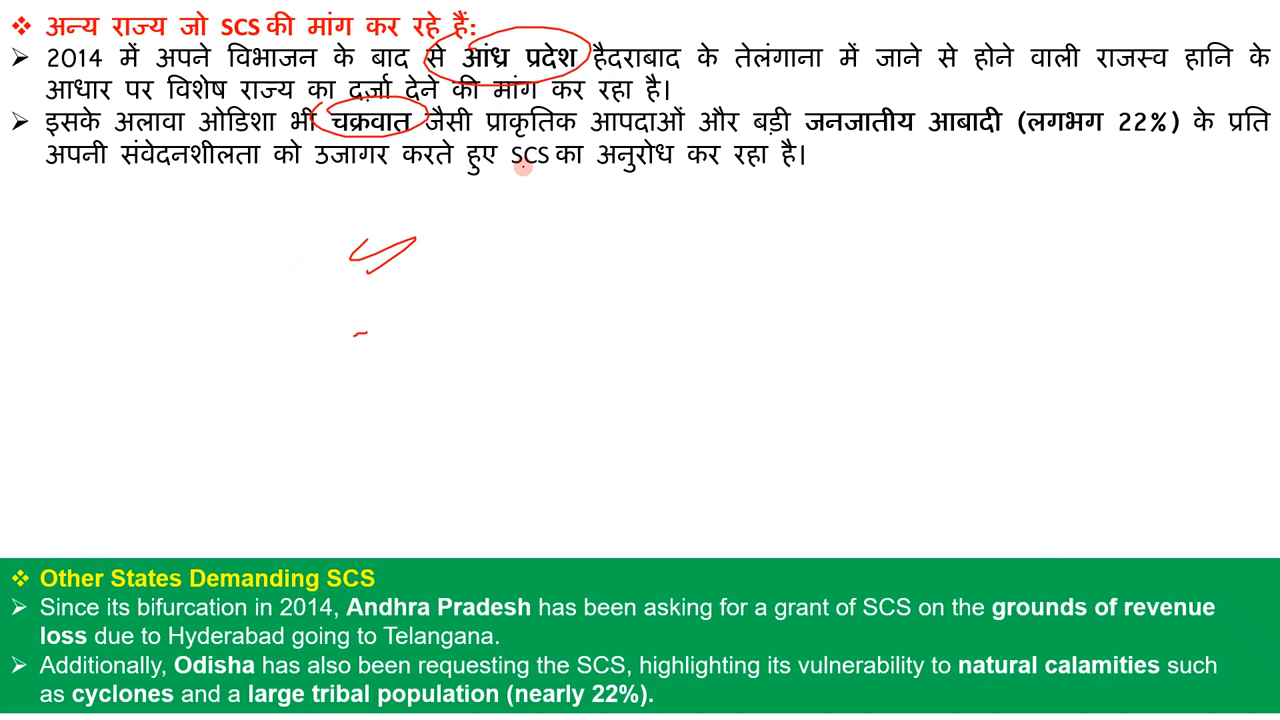 ❖ अन्य राज्य जो SCS की मांग कर रहे हैं:
➢ 2014 में अपने विभाजन के बाद से आंध्र प्रदेश हैदराबाद के तेलंगाना में जाने से होने वाली राजस्व हानि के
आधार पर विशेष राज्य का दर्ज़ा देने की मांग कर रहा है।
➢ इसके अलावा ओडिशा भी चक्रवात जैसी प्राकृतिक आपदाओं और बड़ी जनजातीय आबादी (लगभग 22%) के प्रति
अपनी संवेदनशीलता को उजागर करते हुए SCS का अनुरोध कर रहा है।
❖ Other States Demanding SCS
➢ Since its bifurcation in 2014, Andhra Pradesh has been asking for a grant of SCS on the grounds of revenue
loss due to Hyderabad going to Telangana.
➢ Additionally, Odisha has also been requesting the SCS, highlighting its vulnerability to natural calamities such
as cyclones and a large tribal population (nearly 22%).